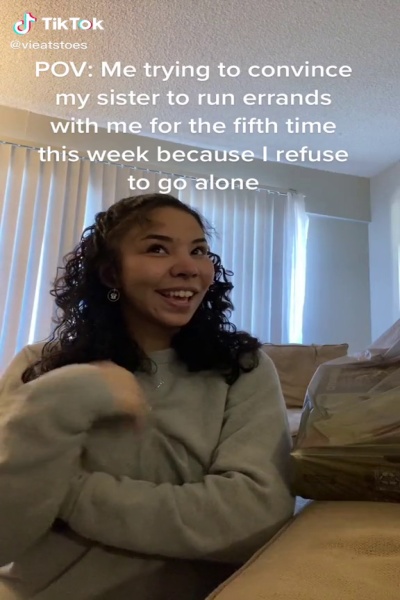 TikTok
@vieatstoes
POV: Me trying to convince
my sister to run errands
with me for the fifth time
this week because I refuse
to go alone